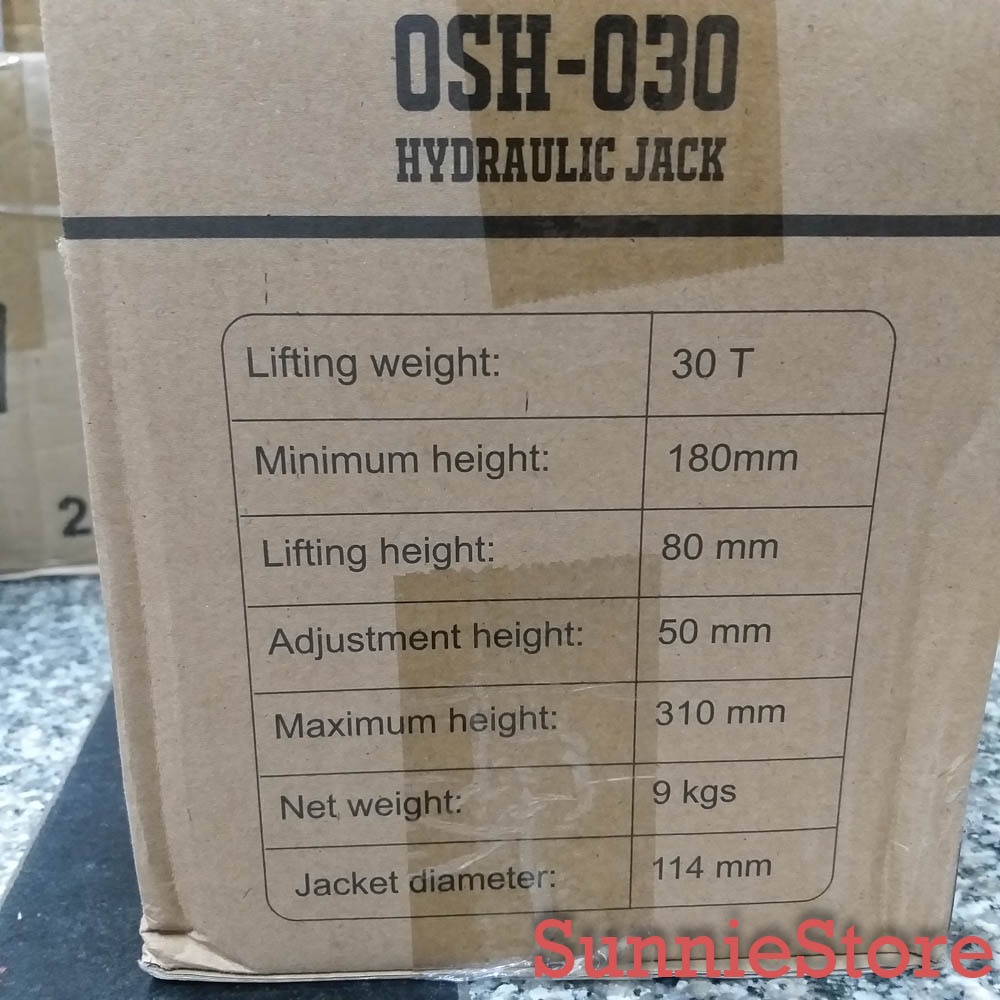 OSH-030
HYDRAULIC JACK
Lifting weight: 30 T
Minimum height: 180mm
Lifting height: 80 mm
Adjustment height: 50 mm
Maximum height: 310 mm
Net weight: 9 kgs
Jacket diameter: 114 mm
2
SunnieStore